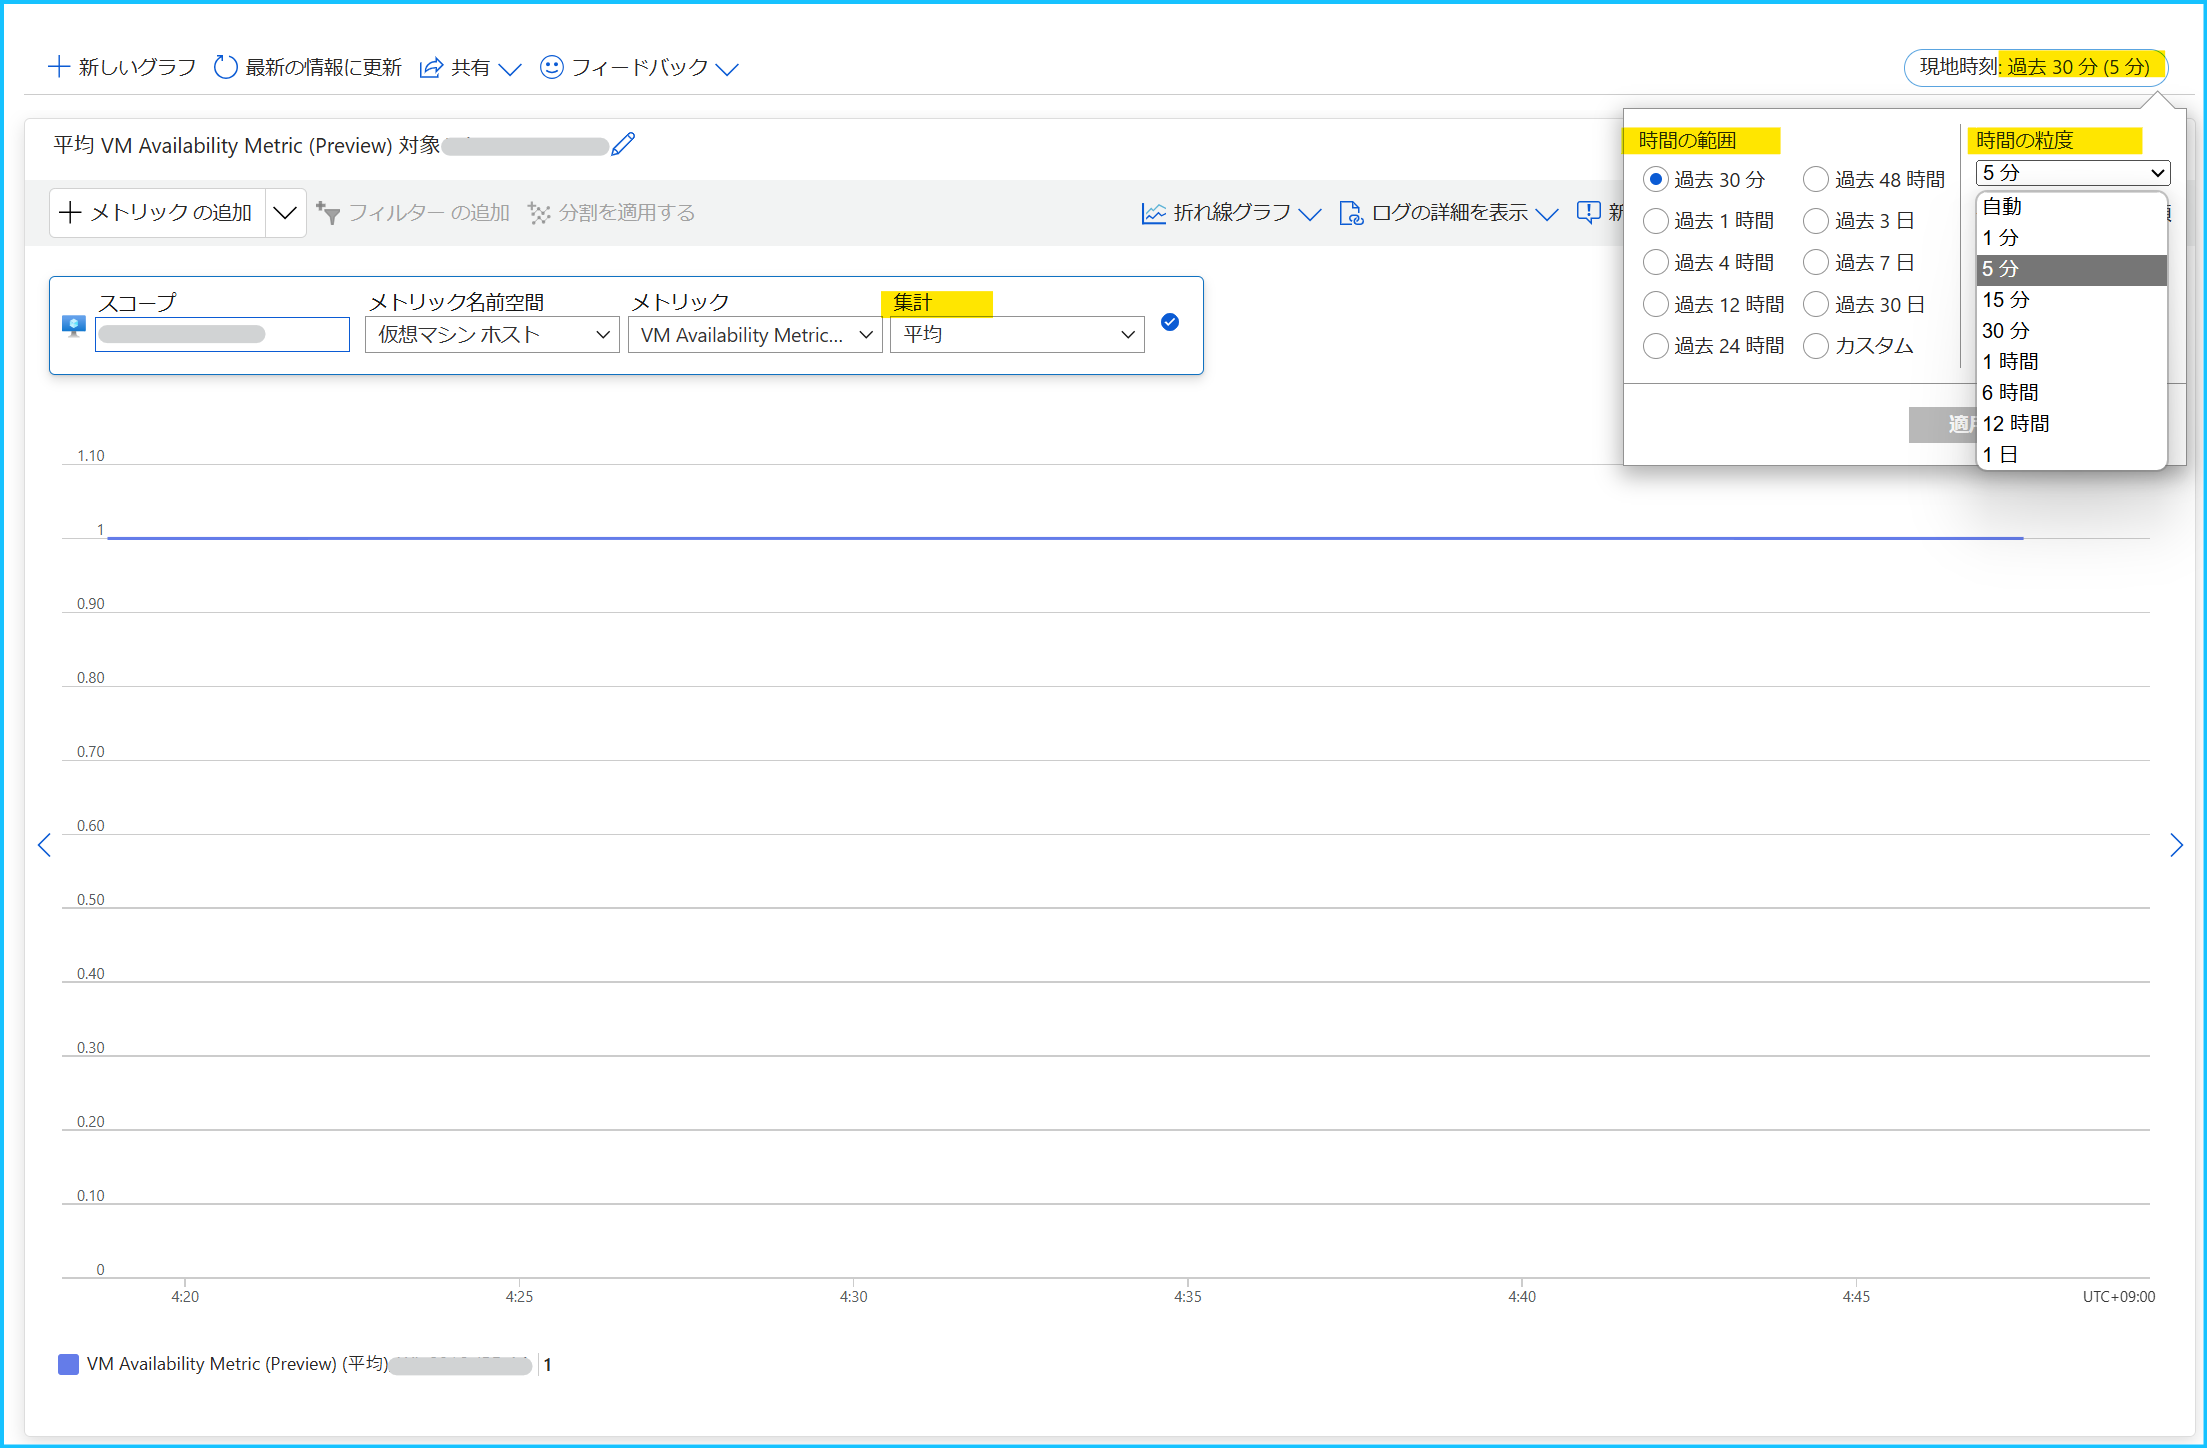 新しいグラフ 最新の情報に更新 共有 フィードバック 現地時刻: 過去 30 分 (5 分)
平均 VM Availability Metric (Preview) 対象
メトリック の追加 フィルター の追加 分割を適用する 折れ線グラフ ログの詳細を表示 新
スコープ メトリック名前空間 メトリック 集計
仮想マシン ホスト VM Availability Metric... 平均
時間の範囲
過去 30 分 過去 48 時間
過去 1 時間 過去 3 日
過去 4 時間 過去 7 日
過去 12 時間 過去 30 日
過去 24 時間 カスタム
時間の粒度
5 分
自動
1 分
5 分
15 分
30 分
1 時間
6 時間
12 時間
1 日
1.10
1
0.90
0.80
0.70
0.60
0.50
0.40
0.30
0.20
0.10
0
4:20 4:25 4:30 4:35 4:40 4:45 UTC+09:00
VM Availability Metric (Preview) (平均) 1